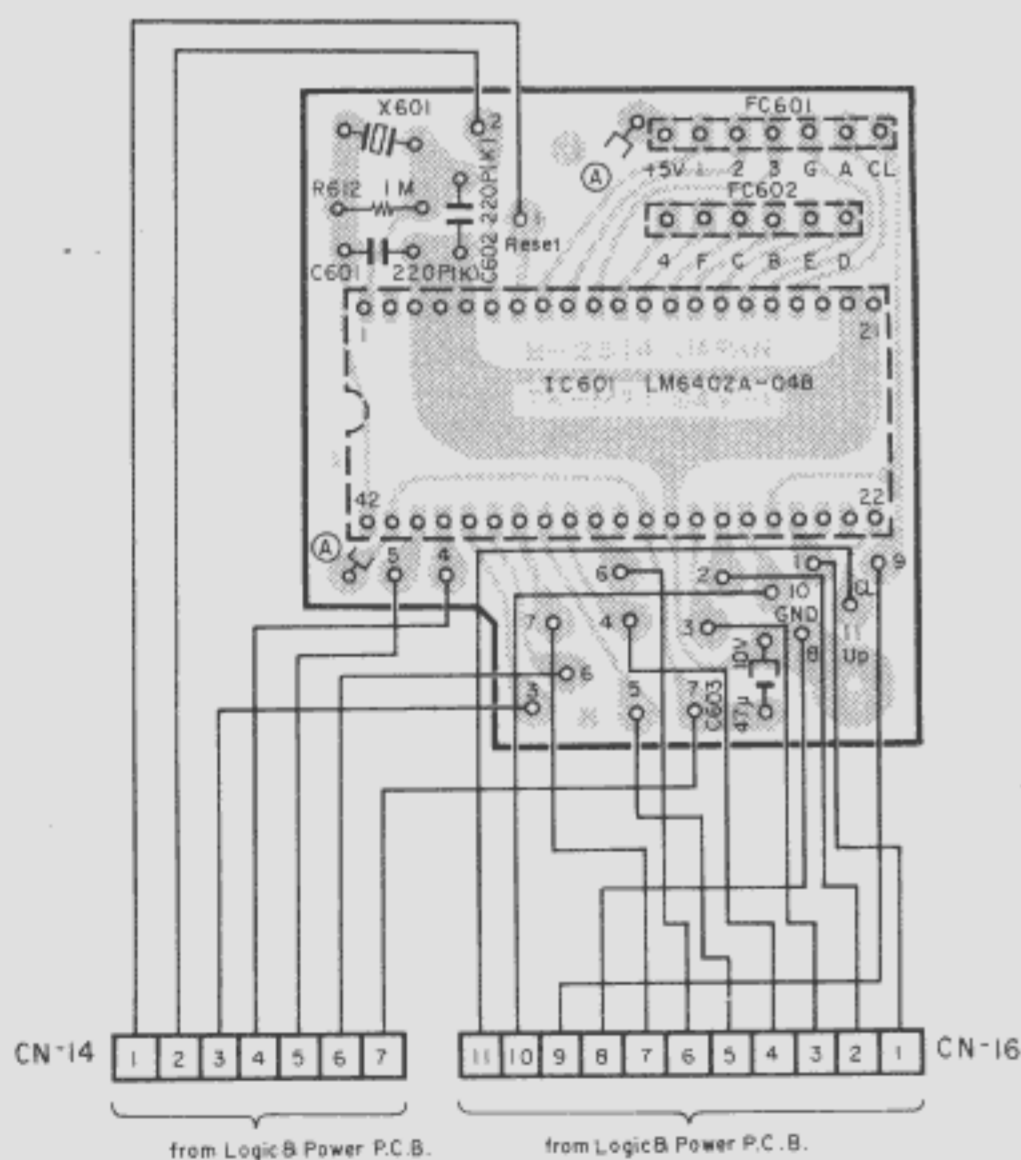 X601
2
FC601
+5V 1 2 3 G A CL
A
FC602
R612 1M
C602 220P(K)
1
Reset
4 F C B E D
C601 220P(K)
1
21
IC601 LM6402A-04B
42
22
A
5
4
6
2
1
9
10
CL
GND
11
7
4
3
10V
8
Up
6
3
5
7
C603
47μ
CN-14 1 2 3 4 5 6 7
11 10 9 8 7 6 5 4 3 2 1 CN-16
from Logic & Power P.C.B.
from Logic & Power P.C.B.